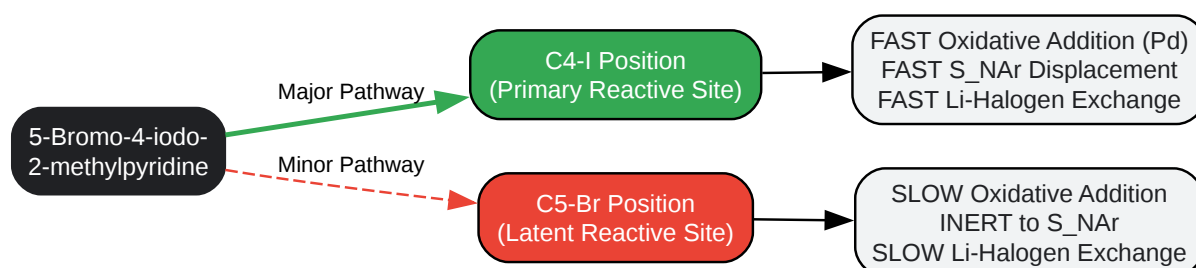 5-Bromo-4-iodo-
2-methylpyridine
Major Pathway
Minor Pathway
C4-I Position
(Primary Reactive Site)
C5-Br Position
(Latent Reactive Site)
FAST Oxidative Addition (Pd)
FAST S_NAr Displacement
FAST Li-Halogen Exchange
SLOW Oxidative Addition
INERT to S_NAr
SLOW Li-Halogen Exchange